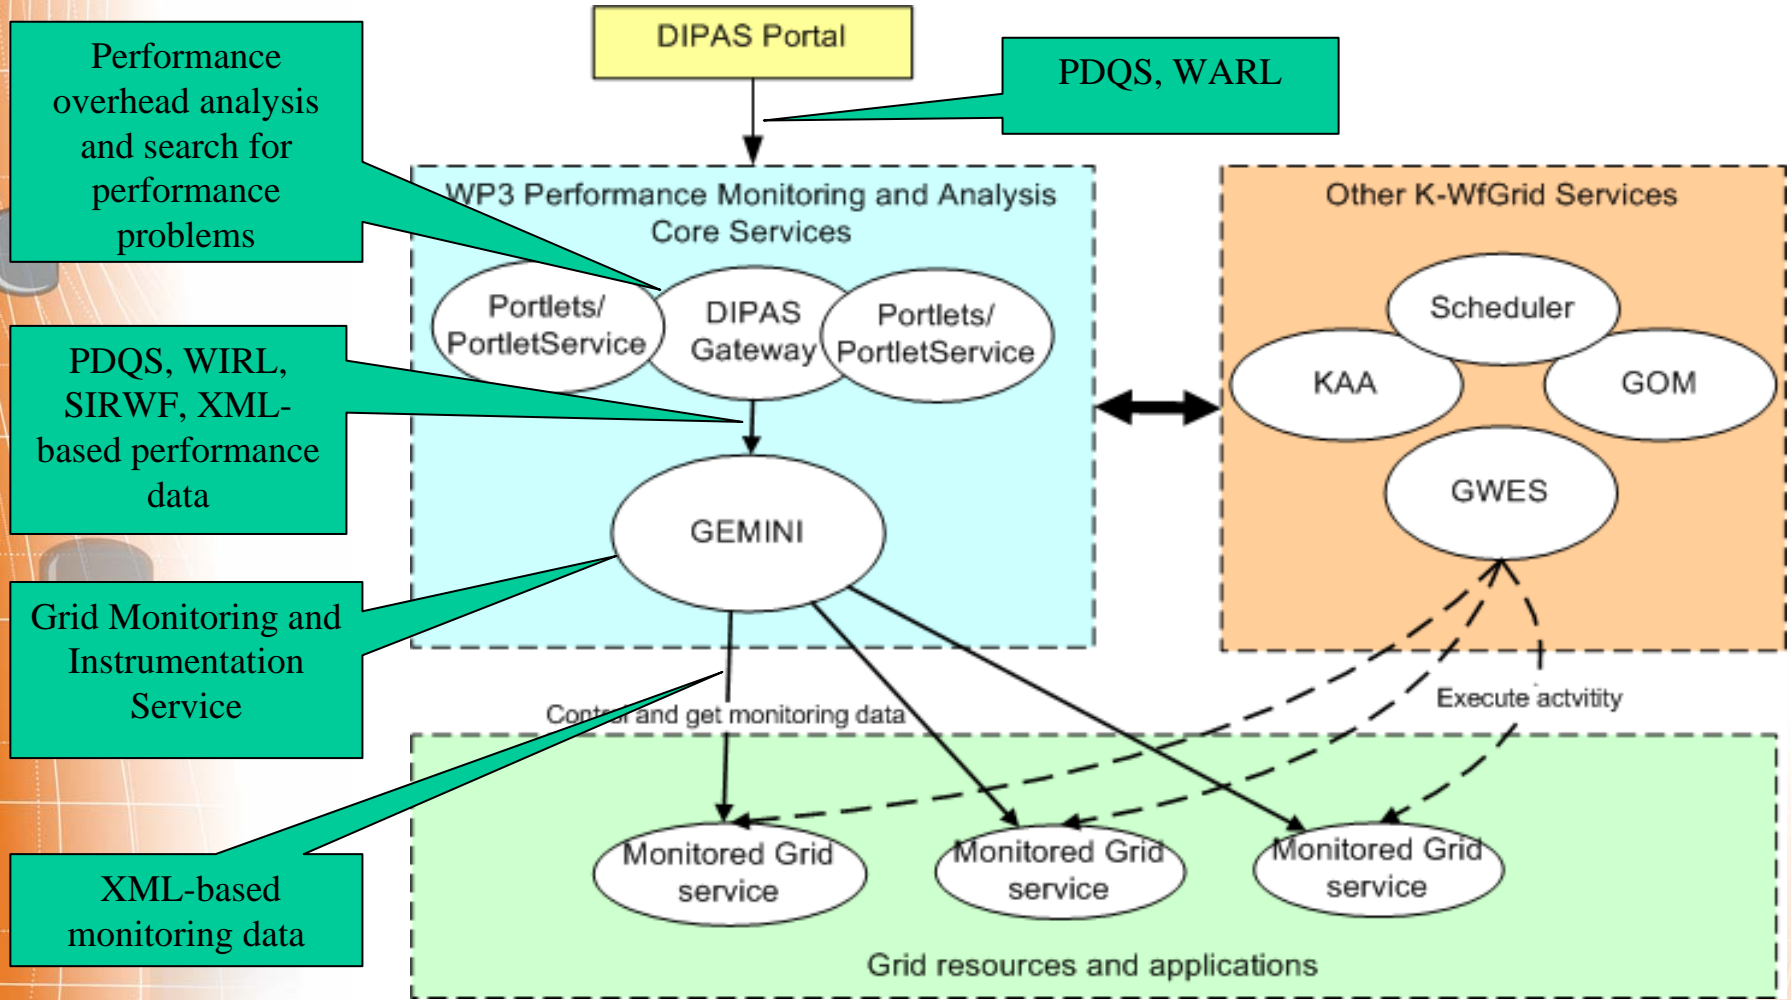 DIPAS Portal
Performance
overhead analysis
and search for
performance
problems
PDQS, WARL
WP3 Performance Monitoring and Analysis
Core Services
Portlets/
PortletService
DIPAS
Gateway
Portlets/
PortletService
Other K-WfGrid Services
Scheduler
KAA
GOM
GWES
PDQS, WIRL,
SIRWF, XML-
based performance
data
GEMINI
Grid Monitoring and
Instrumentation
Service
Control and get monitoring data
Execute actvitity
XML-based
monitoring data
Monitored Grid
service
Monitored Grid
service
Monitored Grid
service
Grid resources and applications